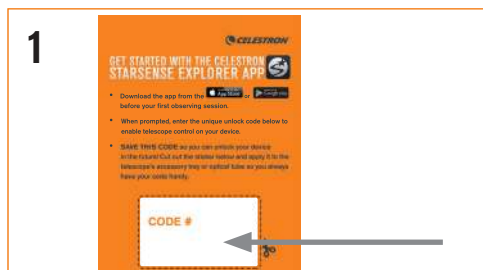 1
CELESTRON
GET STARTED WITH THE CELESTRON
STARSENSE EXPLORER APP
• Download the app from the App Store or Google play
before your first observing session.
• When prompted, enter the unique unlock code below to
enable telescope control on your device.
• SAVE THIS CODE so you can unlock your device
in the future! Cut out the sticker below and apply it to the
telescope's accessory tray or optical tube so you always
have your code handy.
CODE #